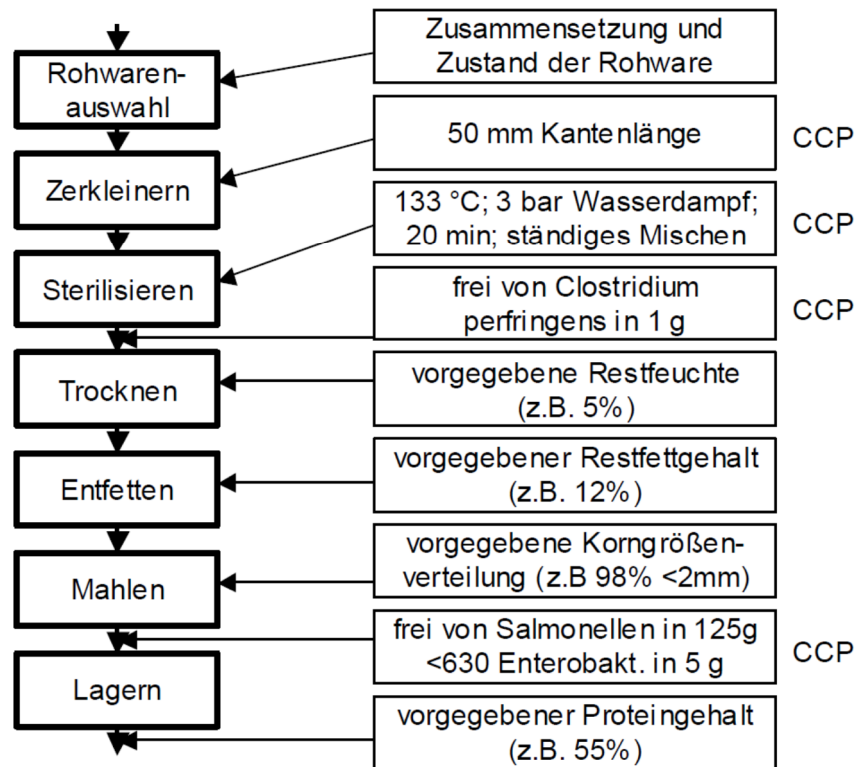 Rohwaren-
auswahl
Zusammensetzung und
Zustand der Rohware
Zerkleinern
50 mm Kantenlänge
CCP
Sterilisieren
133 °C; 3 bar Wasserdampf;
20 min; ständiges Mischen
CCP
frei von Clostridium
perfringens in 1 g
CCP
Trocknen
vorgegebene Restfeuchte
(z.B. 5%)
Entfetten
vorgegebener Restfettgehalt
(z.B. 12%)
Mahlen
vorgegebene Korngrößen-
verteilung (z.B 98% <2mm)
frei von Salmonellen in 125g
<630 Enterobakt. in 5 g
CCP
Lagern
vorgegebener Proteingehalt
(z.B. 55%)